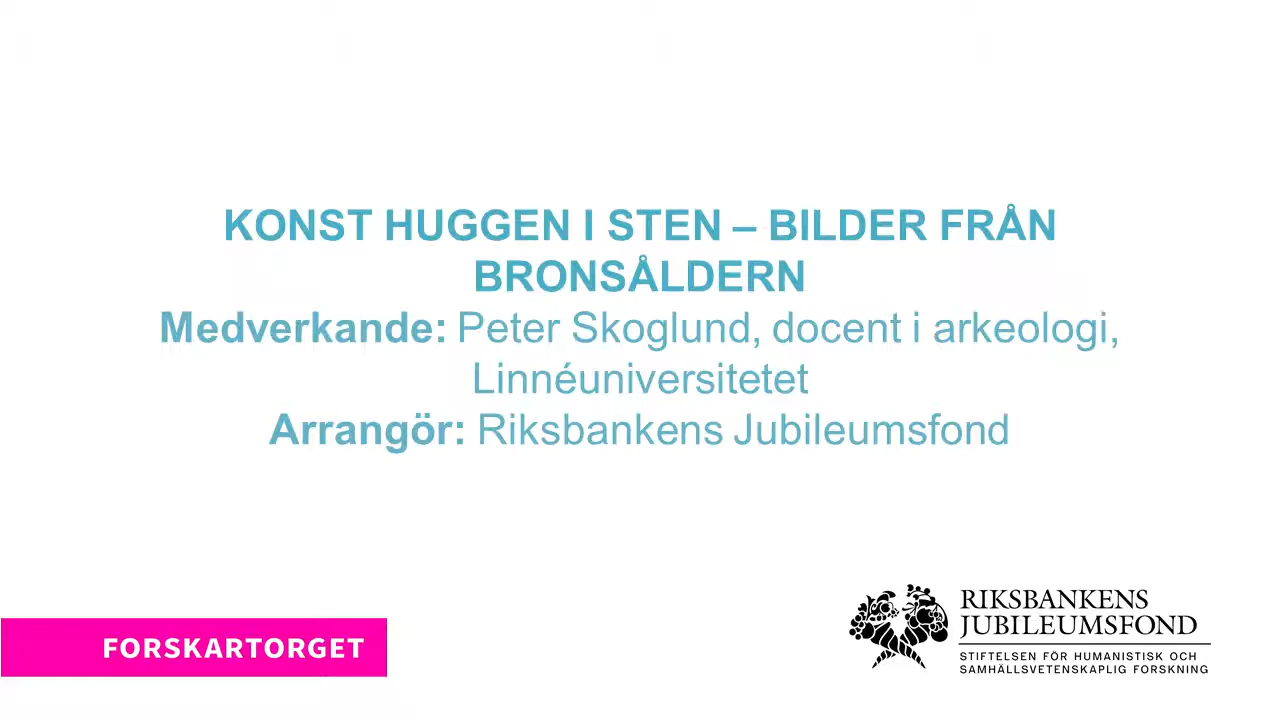 KONST HUGGEN I STEN – BILDER FRÅN
BRONSÅLDERN
Medverkande: Peter Skoglund, docent i arkeologi,
Linnéuniversitetet
Arrangör: Riksbankens Jubileumsfond
FORSKARTORGET
RIKSBANKENS
JUBILEUMSFOND
STIFTELSEN FÖR HUMANISTISK OCH
SAMHÄLLSVETENSKAPLIG FORSKNING